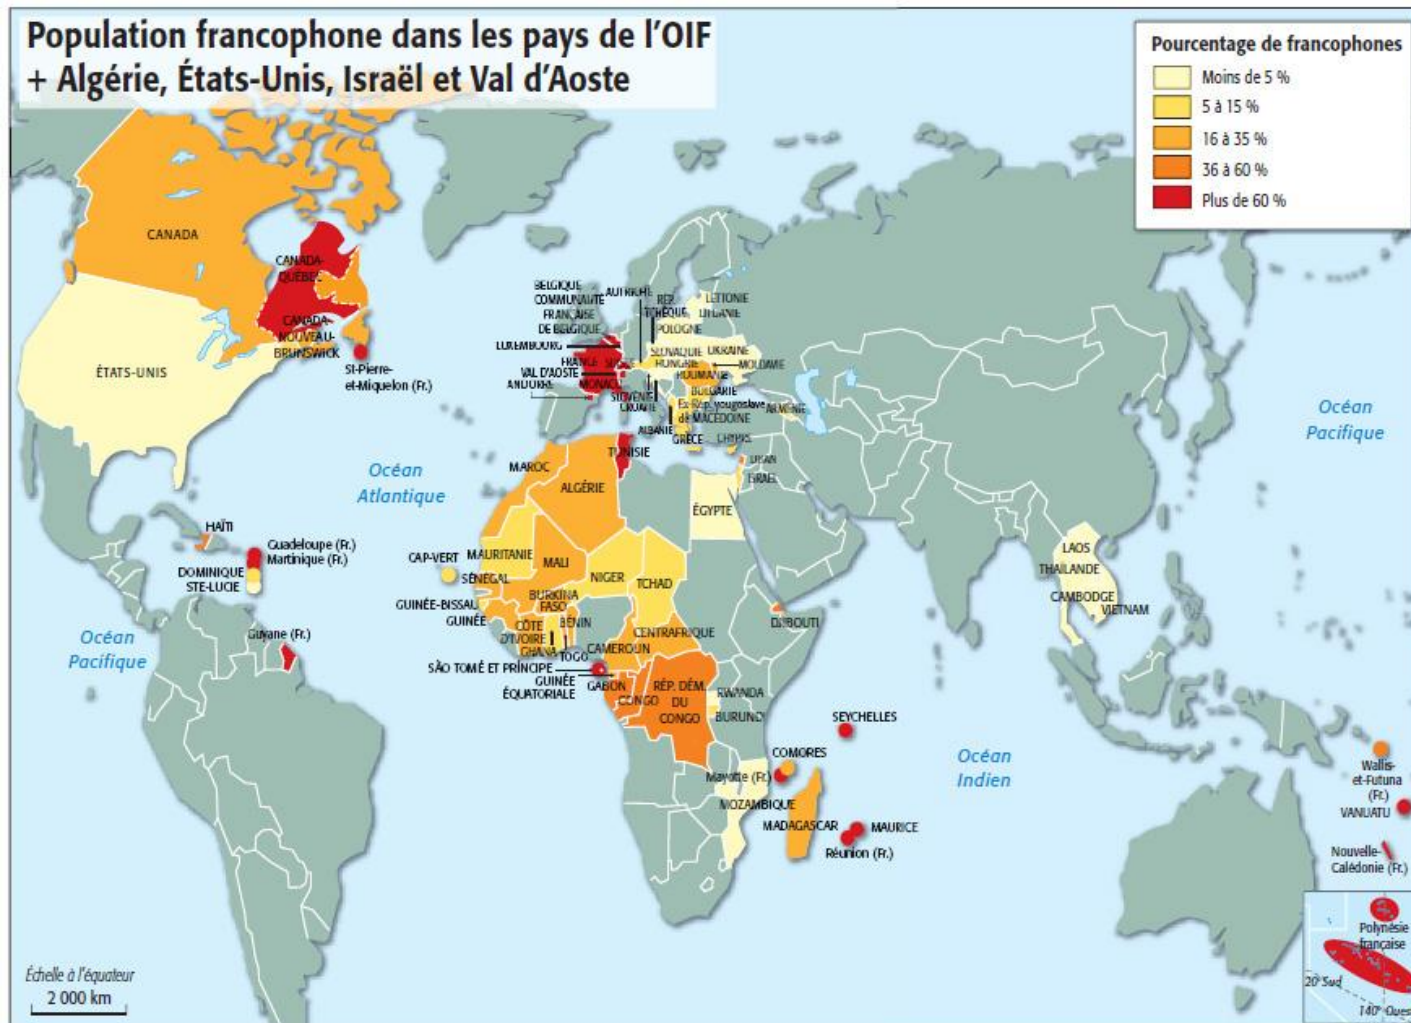 Population francophone dans les pays de l'OIF
+ Algérie, États-Unis, Israël et Val d'Aoste
Pourcentage de francophones
Moins de 5 %
5 à 15 %
16 à 35 %
36 à 60 %
Plus de 60 %
CANADA
CANADA-
QUÉBEC
CANADA-
NOUVEAU-
BRUNSWICK
ÉTATS-UNIS
St-Pierre-
et-Miquelon (Fr.)
BELGIQUE
COMMUNAUTÉ
FRANÇAISE
DE BELGIQUE
LUXEMBOURG
FRANCE
SUISSE
VAL D'AOSTE
ANDORRE
MONACO
AUTRICHE
RÉP.
TCHÈQUE
POLOGNE
LETTONIE
LITUANIE
SLOVAQUIE
UKRAINE
HONGRIE
MOLDAVIE
ROUMANIE
BULGARIE
SLOVÉNIE
CROATIE
Ex-Rép. yougoslave
de MACÉDOINE
ARMÉNIE
ALBANIE
GRÈCE
CHYPRE
LIBAN
ISRAËL
Océan
Pacifique
Océan
Atlantique
TUNISIE
MAROC
ALGÉRIE
ÉGYPTE
HAÏTI
Guadeloupe (Fr.)
Martinique (Fr.)
DOMINIQUE
STE-LUCIE
CAP-VERT
MAURITANIE
MALI
NIGER
TCHAD
SÉNÉGAL
BURKINA
FASO
GUINÉE-BISSAU
GUINÉE
CÔTE
D'IVOIRE
BÉNIN
GHANA
TOGO
CENTRAFRIQUE
CAMEROUN
DJIBOUTI
LAOS
THAÏLANDE
CAMBODGE
VIETNAM
Océan
Pacifique
Guyane (Fr.)
SÃO TOMÉ ET PRÍNCIPE
GUINÉE
ÉQUATORIALE
GABON
CONGO
RÉP. DÉM.
DU
CONGO
RWANDA
BURUNDI
SEYCHELLES
COMORES
Mayotte (Fr.)
MOZAMBIQUE
MADAGASCAR
MAURICE
Réunion (Fr.)
Océan
Indien
Wallis-
et-Futuna
(Fr.)
VANUATU
Nouvelle-
Calédonie (Fr.)
Polynésie
française
20° Sud
140° Ouest
Échelle à l'équateur
2 000 km